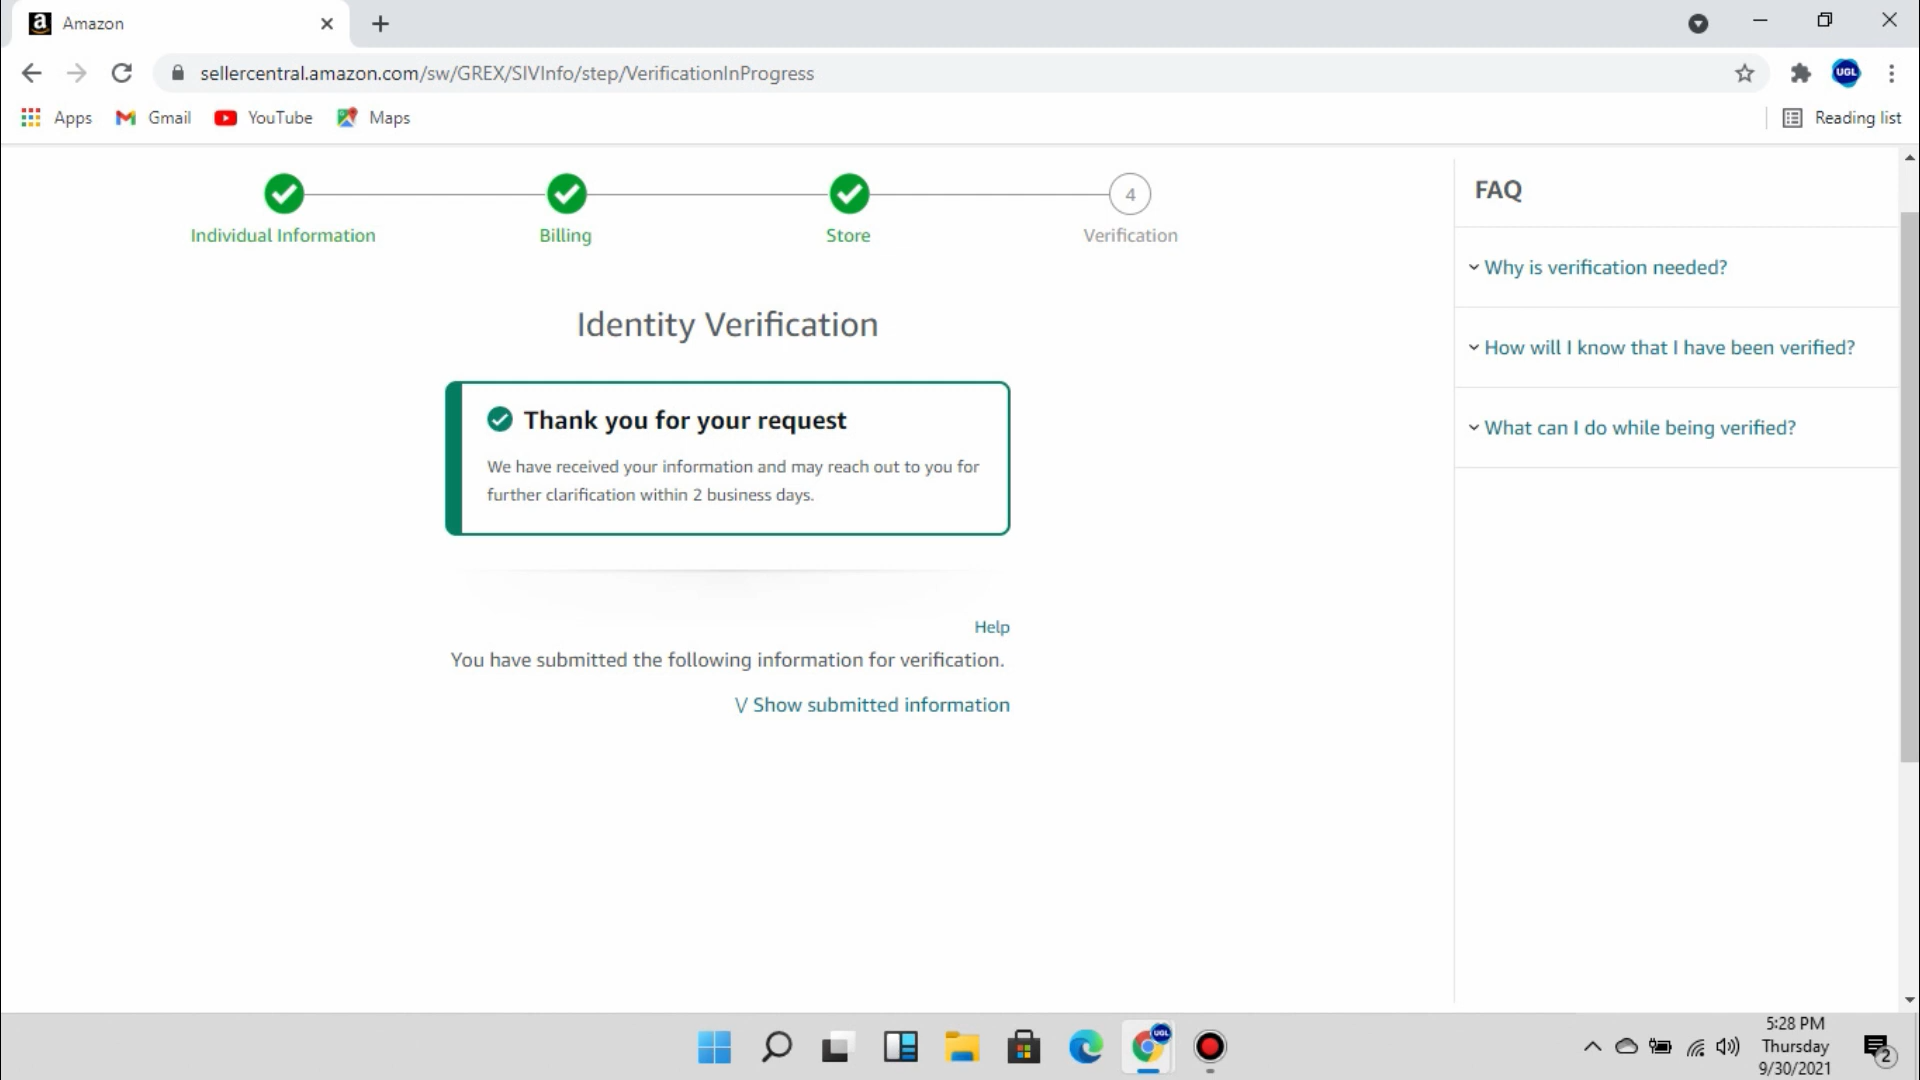 Amazon
sellercentral.amazon.com/sw/GREX/SIVInfo/step/VerificationInProgress
UGL
Apps
Gmail
YouTube
Maps
Reading list
4
Individual Information
Billing
Store
Verification
Identity Verification
Thank you for your request
We have received your information and may reach out to you for
further clarification within 2 business days.
Help
You have submitted the following information for verification.
V Show submitted information
FAQ
Why is verification needed?
How will I know that I have been verified?
What can I do while being verified?
UGL
5:28 PM
Thursday
9/30/2021
2